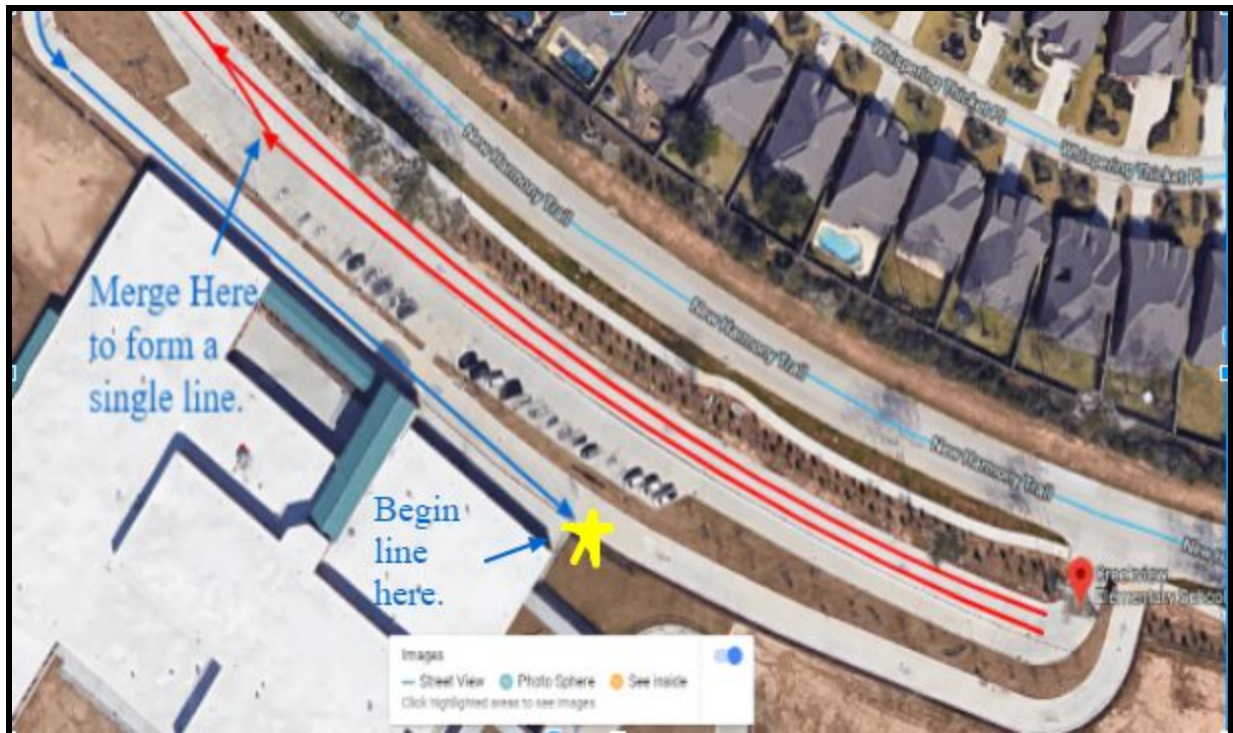 Whispering Thicket Pl
Whispering Thicket Pl
New Harmony Trail
New Harmony Trail
New Harmony Trail
New Harmony Trail
Merge Here
to form a
single line.
Begin
line
here.
Elementary School
Images
Street View Photo Sphere See inside
Click highlighted areas to see images